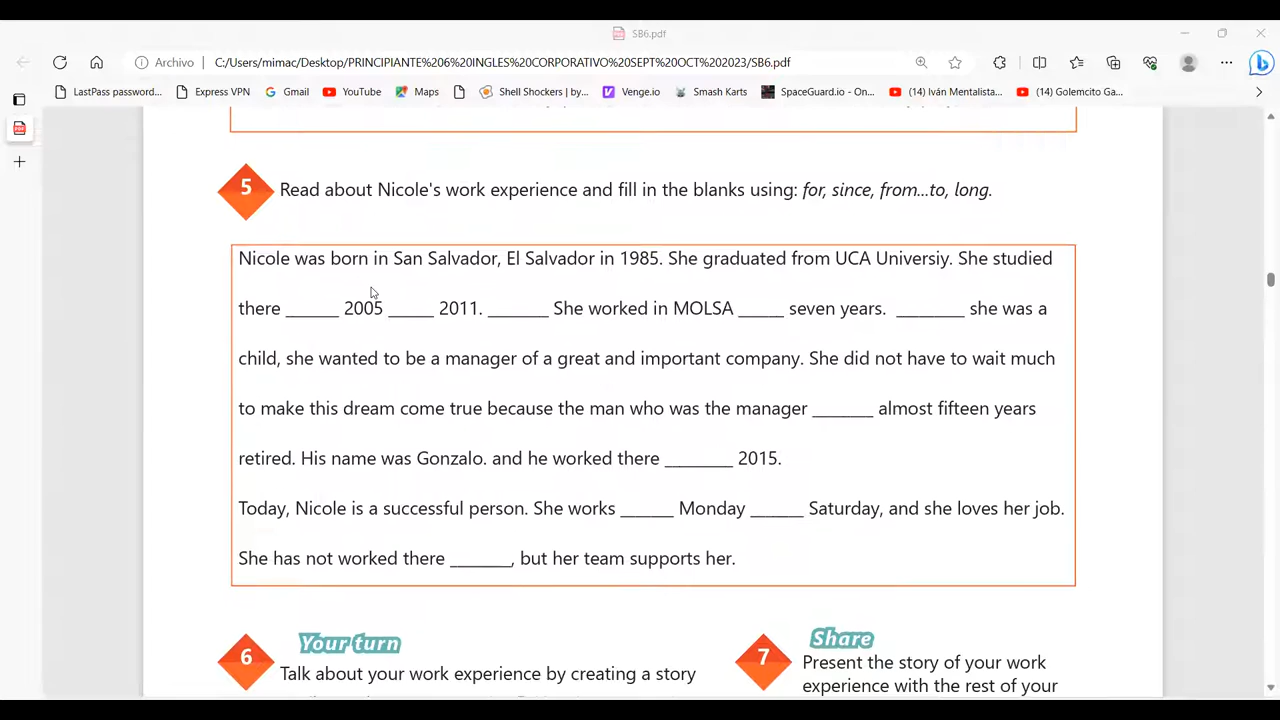 SB6.pdf
Archivo
C:/Users/mimac/Desktop/PRINCIPIANTE%206%20INGLES%20CORPORATIVO%20SEPT%20OCT%202023/SB6.pdf
LastPass password... Express VPN Gmail YouTube Maps Shell Shockers | by... Venge.io Smash Karts SpaceGuard.io - On... (14) Iván Mentalista... (14) Golemcito Ga...
5 Read about Nicole's work experience and fill in the blanks using: for, since, from...to, long.
Nicole was born in San Salvador, El Salvador in 1985. She graduated from UCA Universiy. She studied
there ______ 2005 _____ 2011. _______ She worked in MOLSA _____ seven years. ________ she was a
child, she wanted to be a manager of a great and important company. She did not have to wait much
to make this dream come true because the man who was the manager _______ almost fifteen years
retired. His name was Gonzalo. and he worked there ________ 2015.
Today, Nicole is a successful person. She works ______ Monday ______ Saturday, and she loves her job.
She has not worked there _______, but her team supports her.
6 Your turn
Talk about your work experience by creating a story
7 Share
Present the story of your work
experience with the rest of your